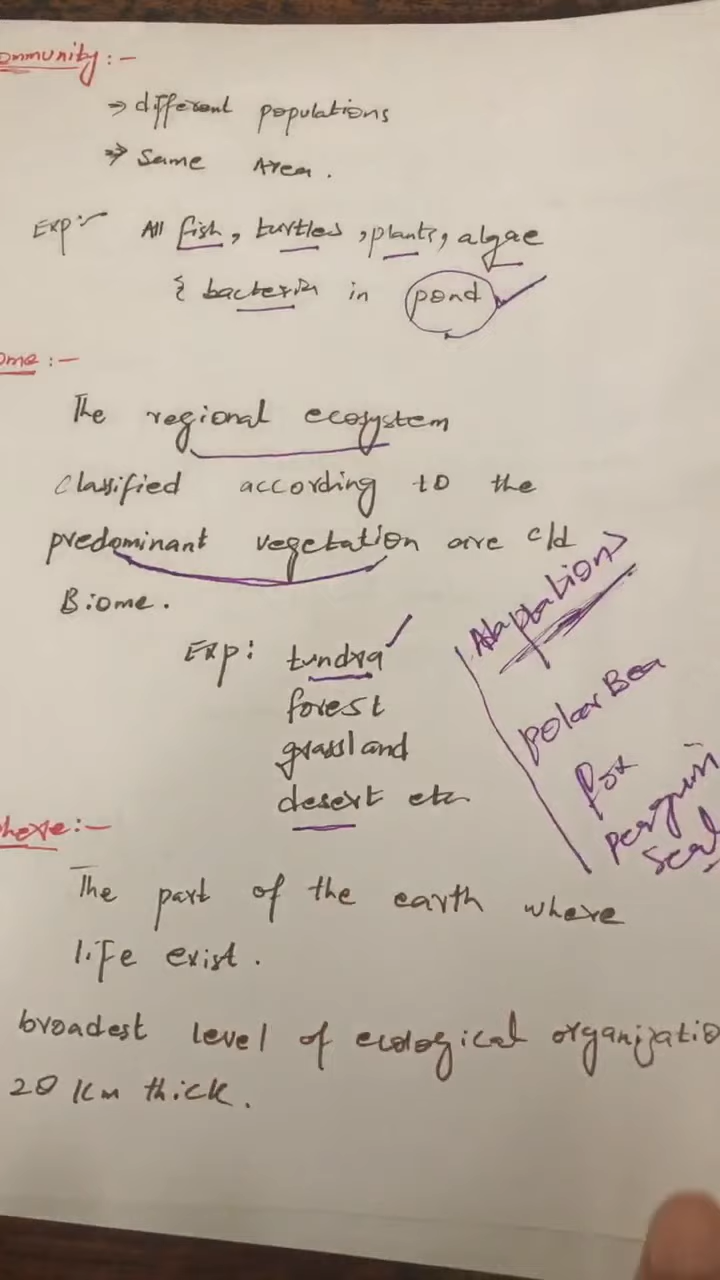 ommunity:-
→ different populations
→ Same Area.
Exp:- All fish, turtles, plants, algae
& bacteria in pond
ome:-
The regional ecosystem
classified according to the
predominant vegetation are c/d
Biome.
Exp: tundra
forest
grassland
desert etc
Adaptation>
polar Bea
fox
penguin
Seal
here:-
The part of the earth where
life exist.
broadest level of ecological organizatio
20 Km thick.